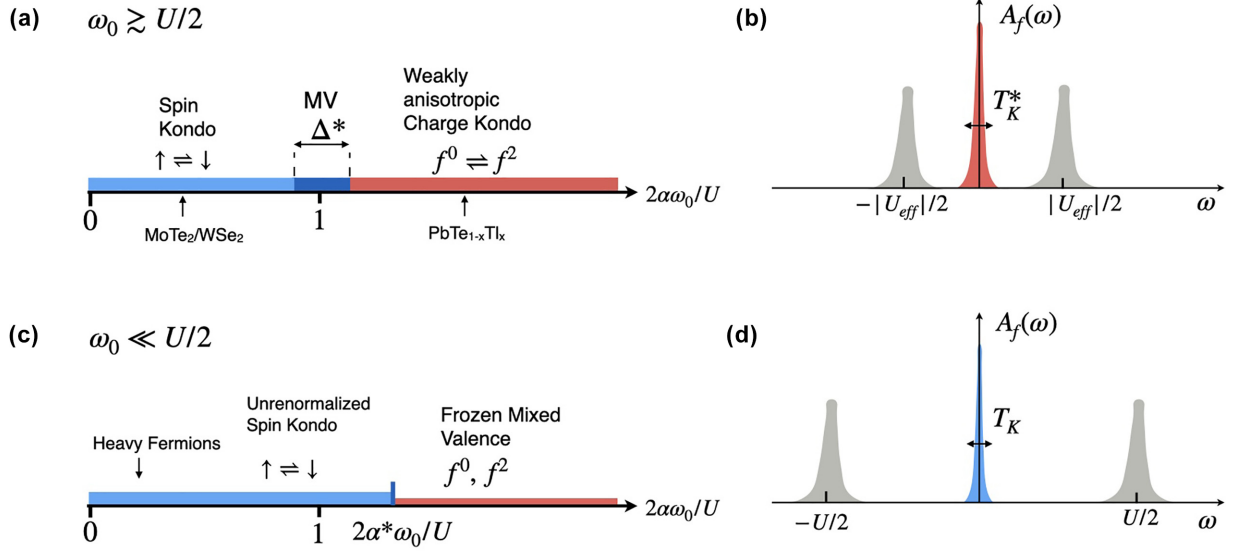 (a)
ω₀ ≳ U/2
Spin
Kondo
↑ ⇌ ↓
MV
Δ*
Weakly
anisotropic
Charge Kondo
f⁰ ⇌ f²
2αω₀/U
0
1
MoTe₂/WSe₂
PbTe₁₋ₓTlₓ
(b)
A_f(ω)
T_K^*
−|U_eff|/2
|U_eff|/2
ω
(c)
ω₀ ≪ U/2
Heavy Fermions
Unrenormalized
Spin Kondo
↑ ⇌ ↓
Frozen Mixed
Valence
f⁰, f²
2αω₀/U
0
1
2α*ω₀/U
(d)
A_f(ω)
T_K
−U/2
U/2
ω